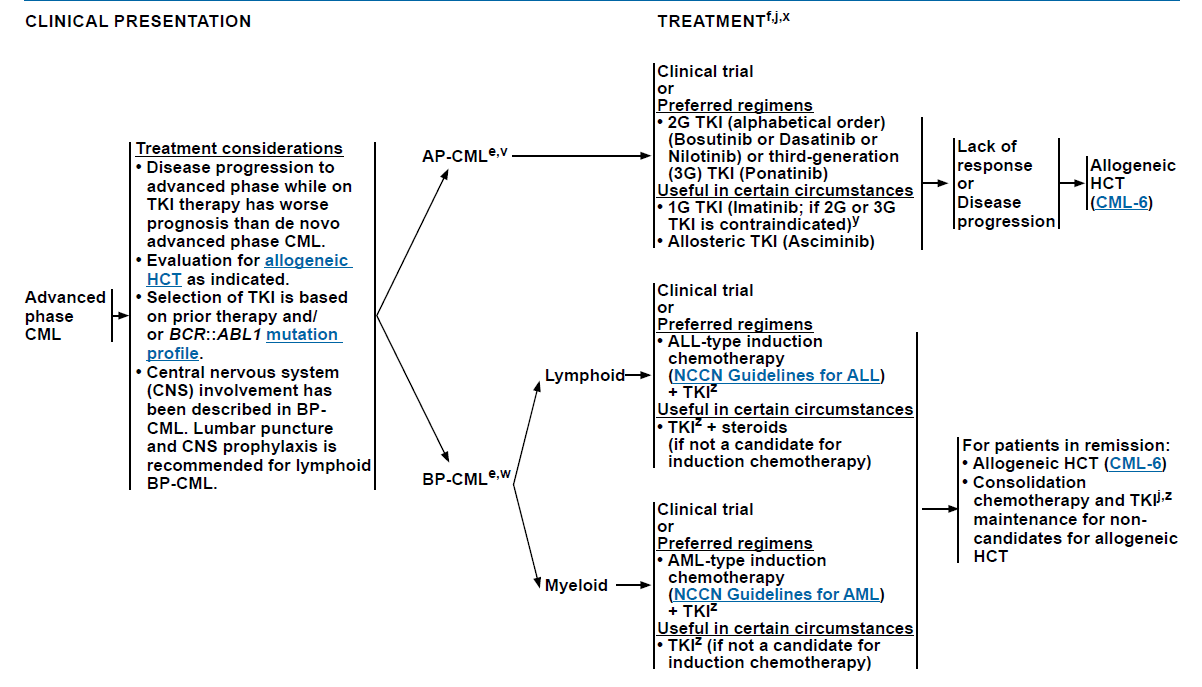 CLINICAL PRESENTATION
TREATMENTf,j,x
Advanced
phase
CML
Treatment considerations
• Disease progression to
advanced phase while on
TKI therapy has worse
prognosis than de novo
advanced phase CML.
• Evaluation for allogeneic
HCT as indicated.
• Selection of TKI is based
on prior therapy and/
or BCR::ABL1 mutation
profile.
• Central nervous system
(CNS) involvement has
been described in BP-
CML. Lumbar puncture
and CNS prophylaxis is
recommended for lymphoid
BP-CML.
AP-CMLe,v
Clinical trial
or
Preferred regimens
• 2G TKI (alphabetical order)
(Bosutinib or Dasatinib or
Nilotinib) or third-generation
(3G) TKI (Ponatinib)
Useful in certain circumstances
• 1G TKI (Imatinib; if 2G or 3G
TKI is contraindicated)y
• Allosteric TKI (Asciminib)
Lack of
response
or
Disease
progression
Allogeneic
HCT
(CML-6)
BP-CMLe,w
Lymphoid
Clinical trial
or
Preferred regimens
• ALL-type induction
chemotherapy
(NCCN Guidelines for ALL)
+ TKIz
Useful in certain circumstances
• TKIz + steroids
(if not a candidate for
induction chemotherapy)
Myeloid
Clinical trial
or
Preferred regimens
• AML-type induction
chemotherapy
(NCCN Guidelines for AML)
+ TKIz
Useful in certain circumstances
• TKIz (if not a candidate for
induction chemotherapy)
For patients in remission:
• Allogeneic HCT (CML-6)
• Consolidation
chemotherapy and TKIj,z
maintenance for non-
candidates for allogeneic
HCT